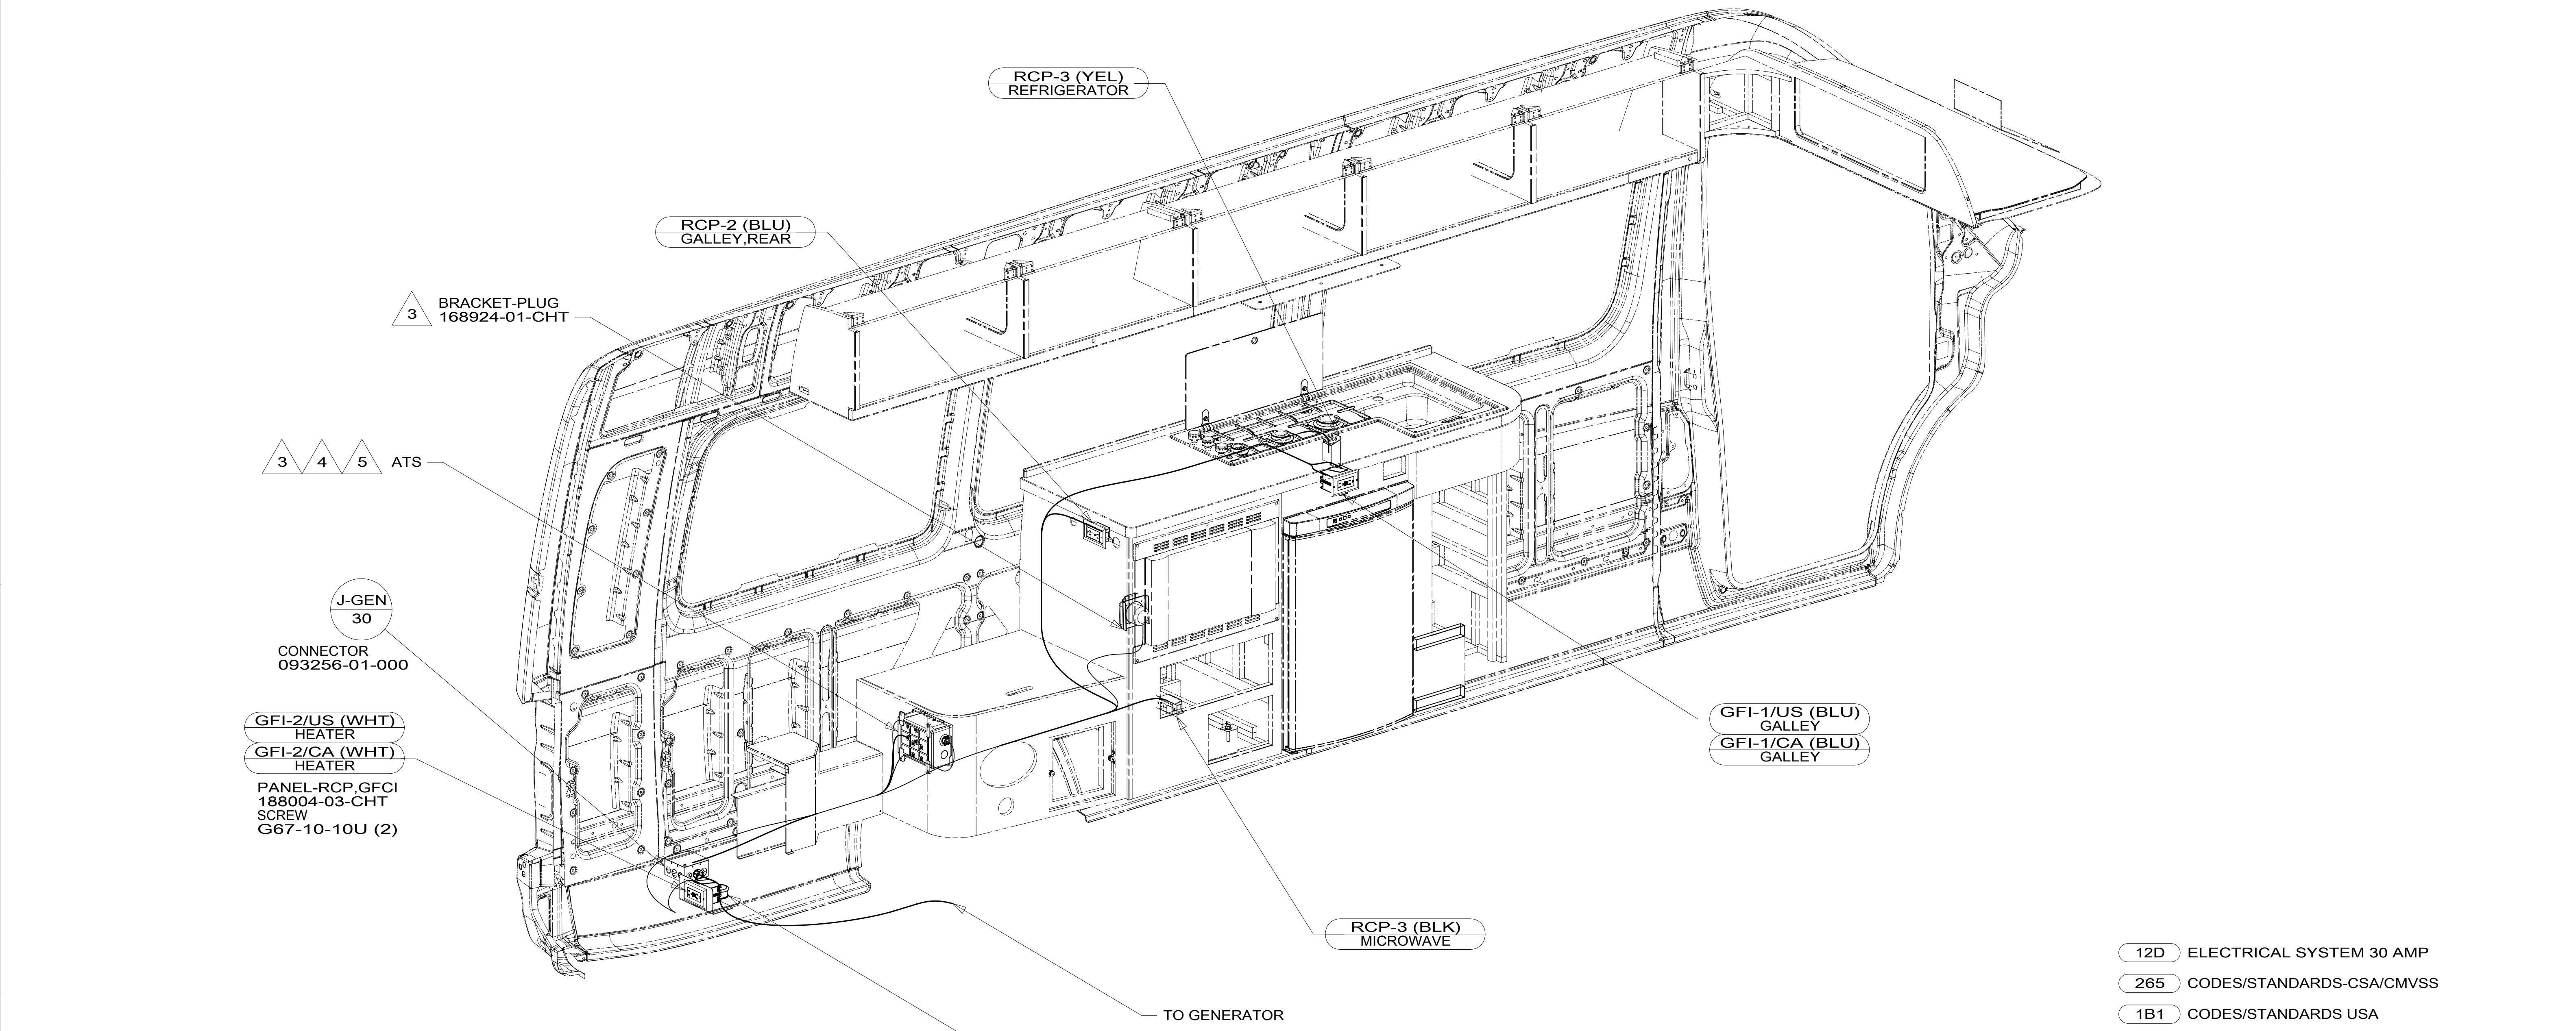 RCP-3 (YEL)
REFRIGERATOR
RCP-2 (BLU)
GALLEY,REAR
3
BRACKET-PLUG
168924-01-CHT
3 4 5 ATS
J-GEN
30
CONNECTOR
093256-01-000
GFI-2/US (WHT)
HEATER
GFI-2/CA (WHT)
HEATER
PANEL-RCP,GFCI
188004-03-CHT
SCREW
G67-10-10U (2)
GFI-1/US (BLU)
GALLEY
GFI-1/CA (BLU)
GALLEY
RCP-3 (BLK)
MICROWAVE
TO GENERATOR
12D ELECTRICAL SYSTEM 30 AMP
265 CODES/STANDARDS-CSA/CMVSS
1B1 CODES/STANDARDS USA